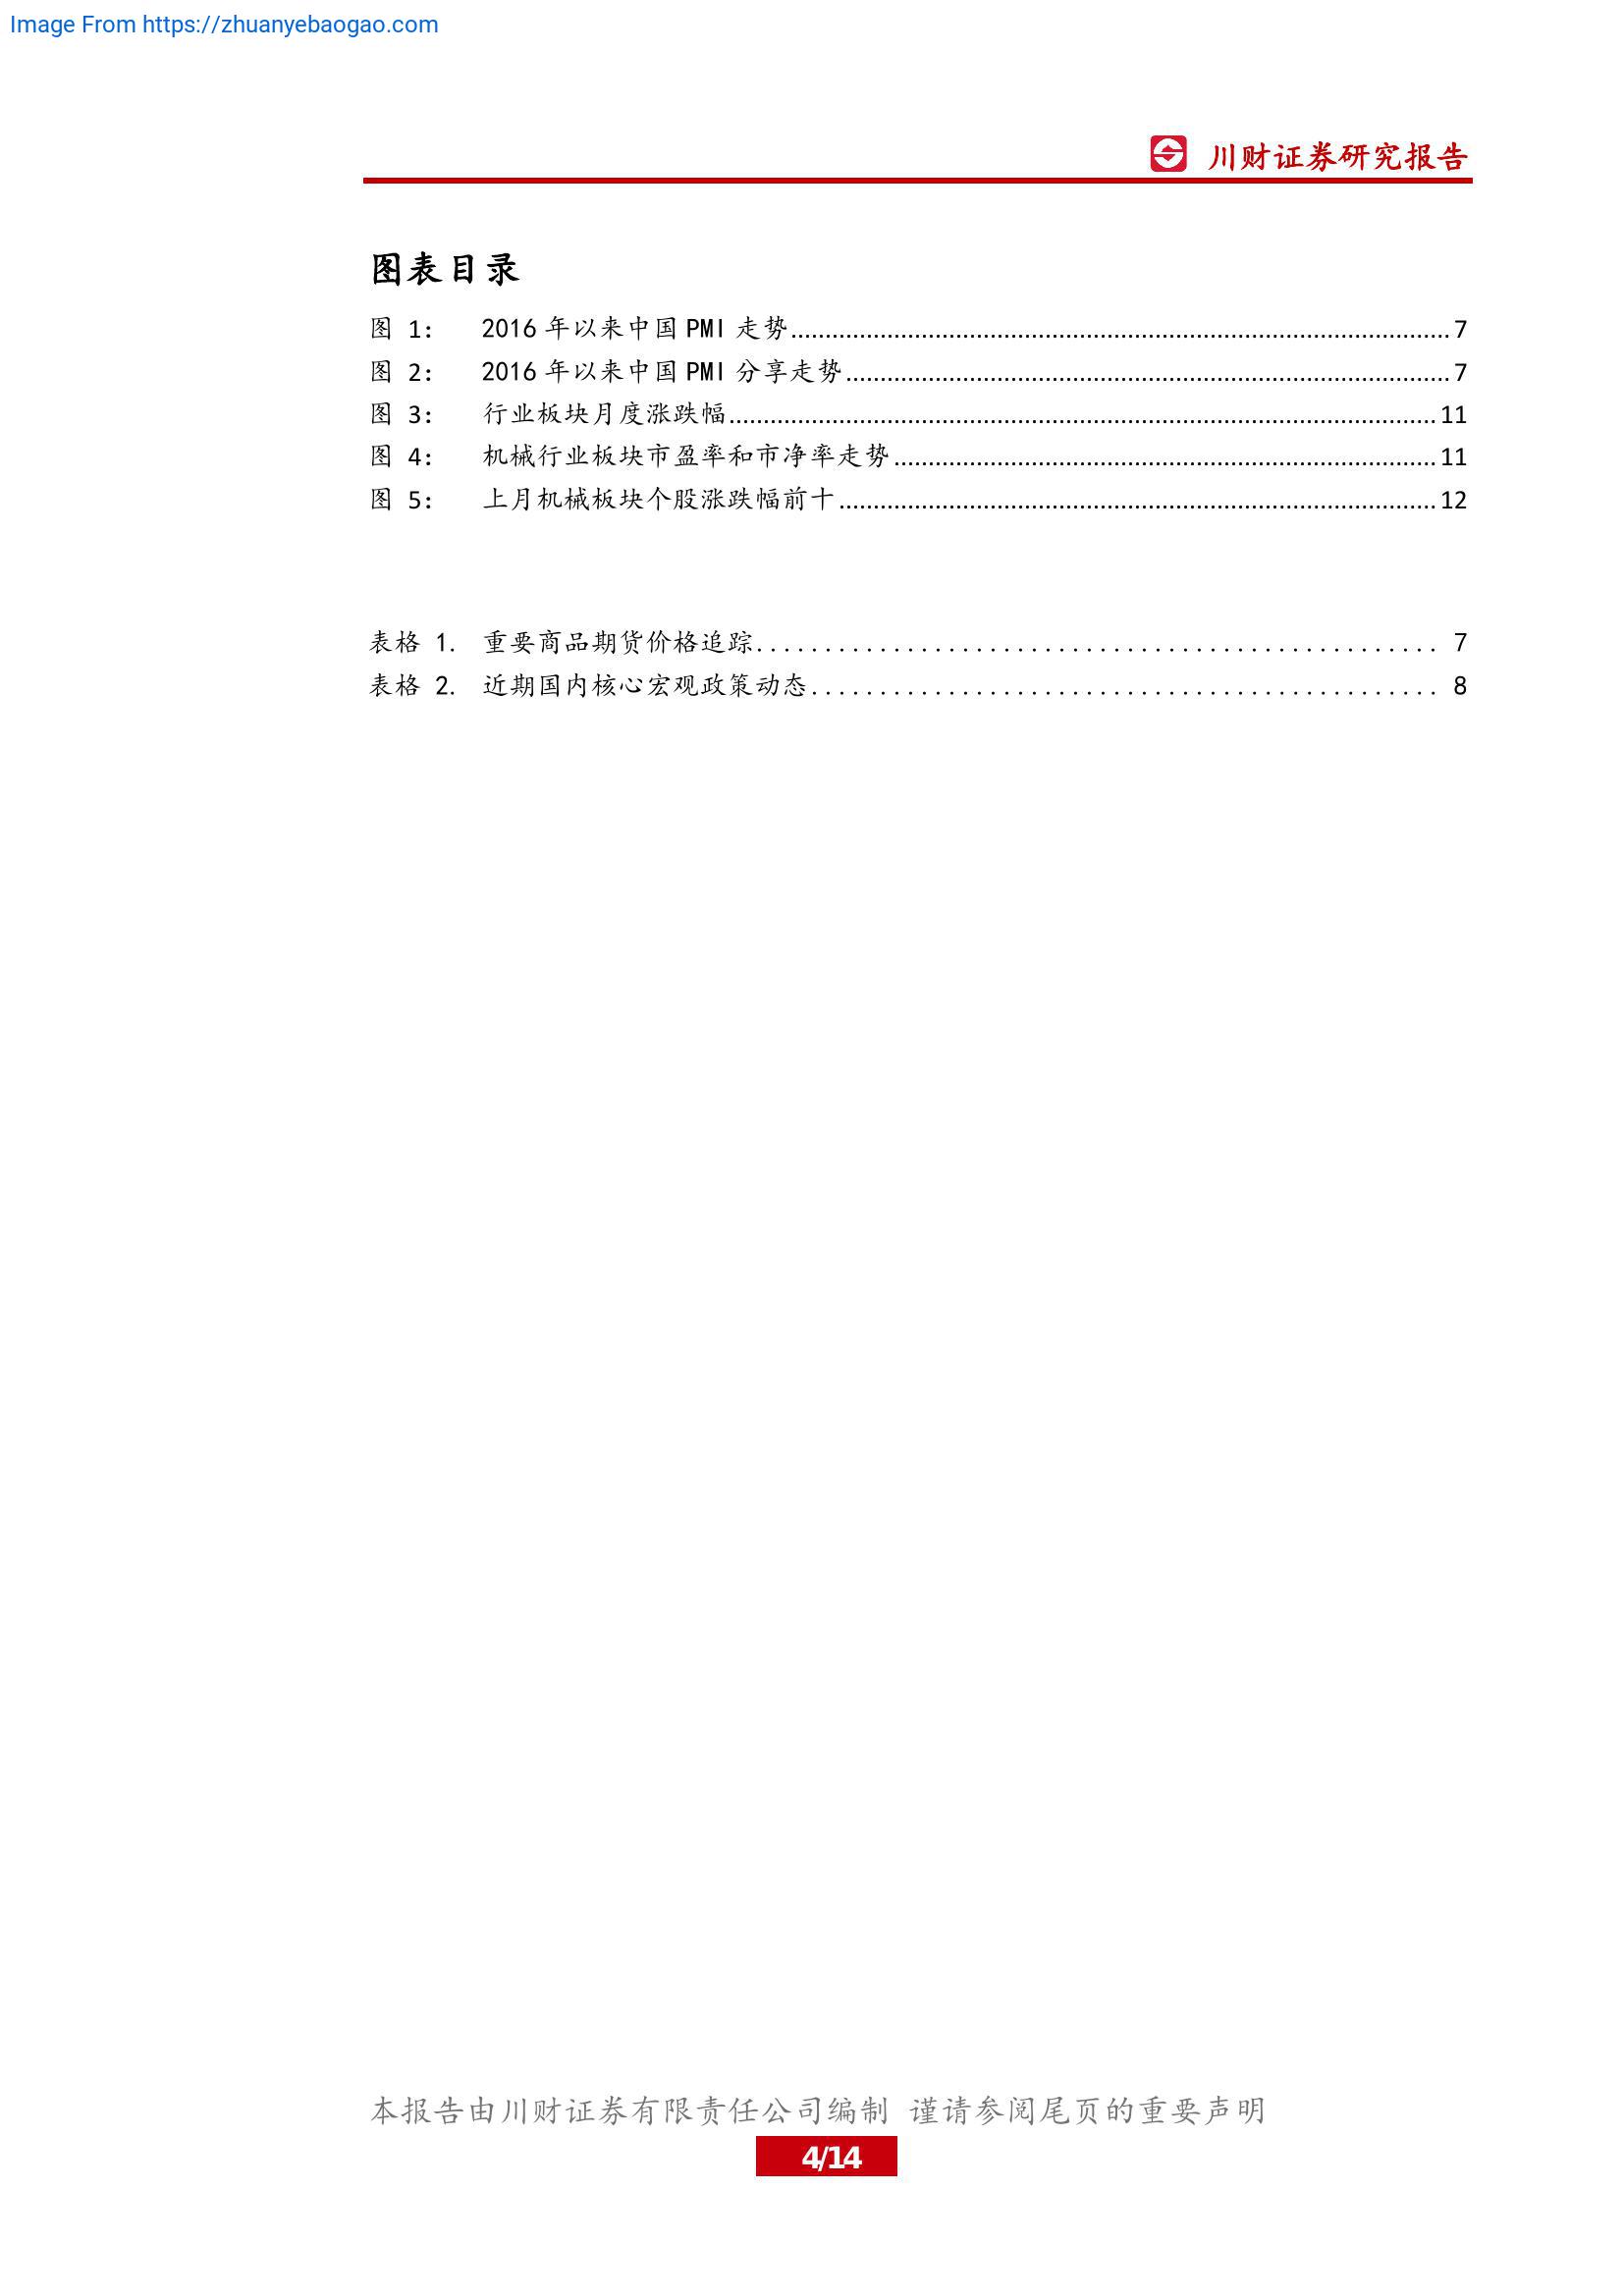 Image From https://zhuanyebaogao.com
川财证券研究报告
图表目录
图 1: 2016 年以来中国 PMI 走势 7
图 2: 2016 年以来中国 PMI 分享走势 7
图 3: 行业板块月度涨跌幅 11
图 4: 机械行业板块市盈率和市净率走势 11
图 5: 上月机械板块个股涨跌幅前十 12
表格 1. 重要商品期货价格追踪 7
表格 2. 近期国内核心宏观政策动态 8
本报告由川财证券有限责任公司编制 谨请参阅尾页的重要声明
4/14